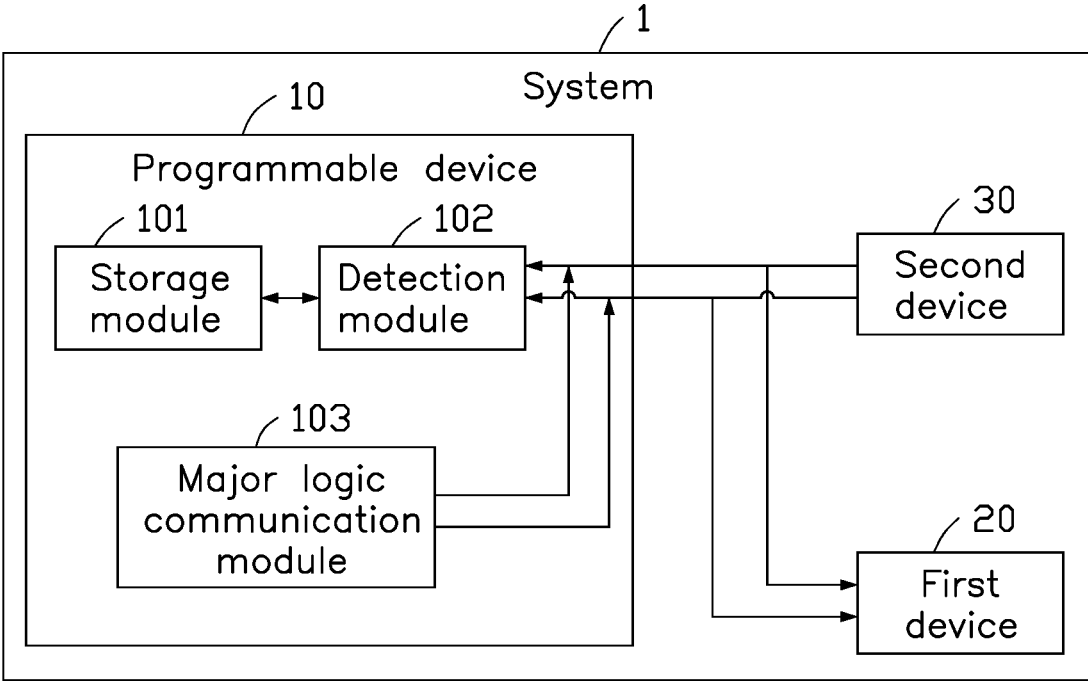 1
System
10
Programmable device
101
Storage
module
102
Detection
module
30
Second
device
103
Major logic
communication
module
20
First
device